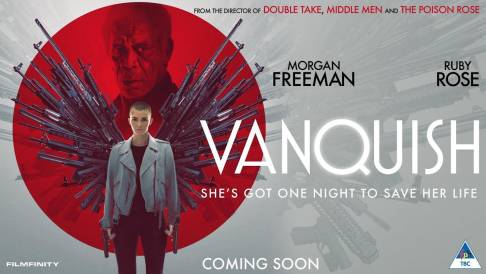 FROM THE DIRECTOR OF DOUBLE TAKE, MIDDLE MEN AND THE POISON ROSE
MORGAN FREEMAN
RUBY ROSE
VANQUISH
SHE'S GOT ONE NIGHT TO SAVE HER LIFE
COMING SOON
FILMFINITY
TBC